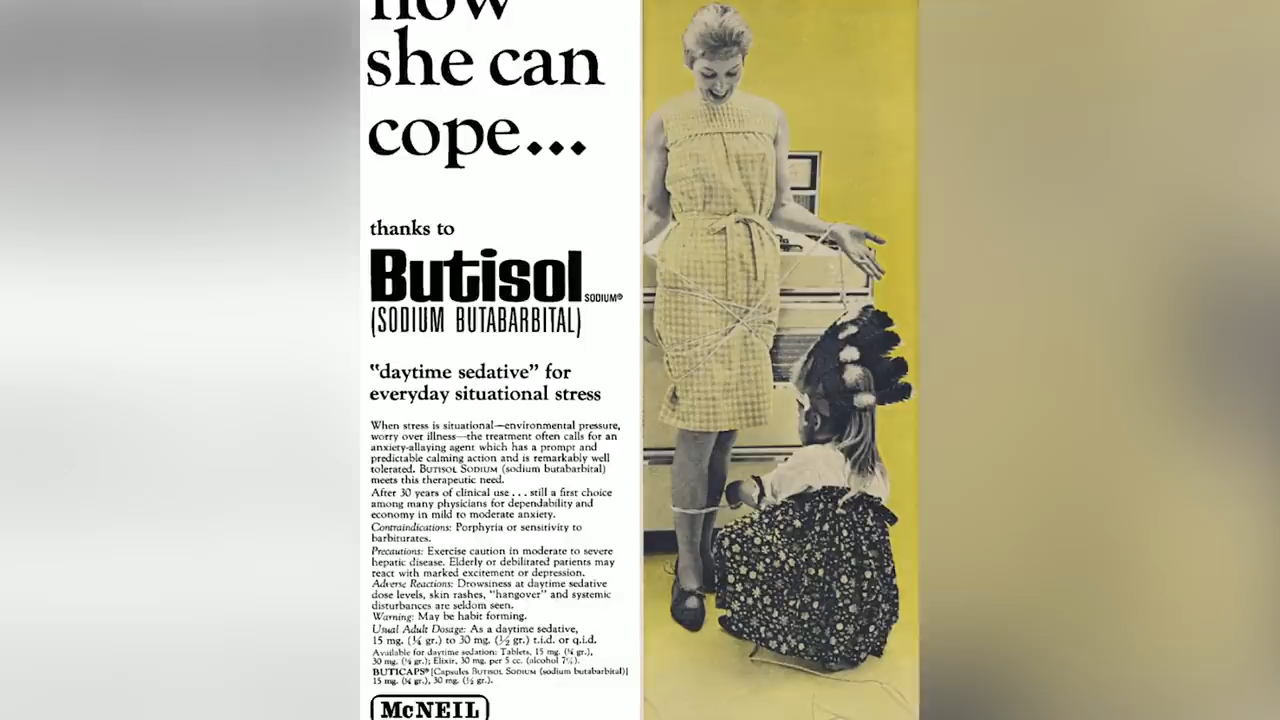 now
she can
cope...
thanks to
Butisol SODIUM®
(SODIUM BUTABARBITAL)
"daytime sedative" for
everyday situational stress
When stress is situational—environmental pressure,
worry over illness—the treatment often calls for an
anxiety-allaying agent which has a prompt and
predictable calming action and is remarkably well
tolerated. BUTISOL SODIUM (sodium butabarbital)
meets this therapeutic need.
After 30 years of clinical use . . . still a first choice
among many physicians for dependability and
economy in mild to moderate anxiety.
Contraindications: Porphyria or sensitivity to
barbiturates.
Precautions: Exercise caution in moderate to severe
hepatic disease. Elderly or debilitated patients may
react with marked excitement or depression.
Adverse Reactions: Drowsiness at daytime sedative
dose levels, skin rashes, "hangover" and systemic
disturbances are seldom seen.
Warning: May be habit forming.
Usual Adult Dosage: As a daytime sedative,
15 mg. (¼ gr.) to 30 mg. (½ gr.) t.i.d. or q.i.d.
Available for daytime sedation: Tablets, 15 mg. (¼ gr.),
30 mg. (½ gr.); Elixir, 30 mg. per 5 cc. (alcohol 7%).
BUTICAPS® [Capsules BUTISOL SODIUM (sodium butabarbital)]
15 mg. (¼ gr.), 30 mg. (½ gr.).
McNEIL